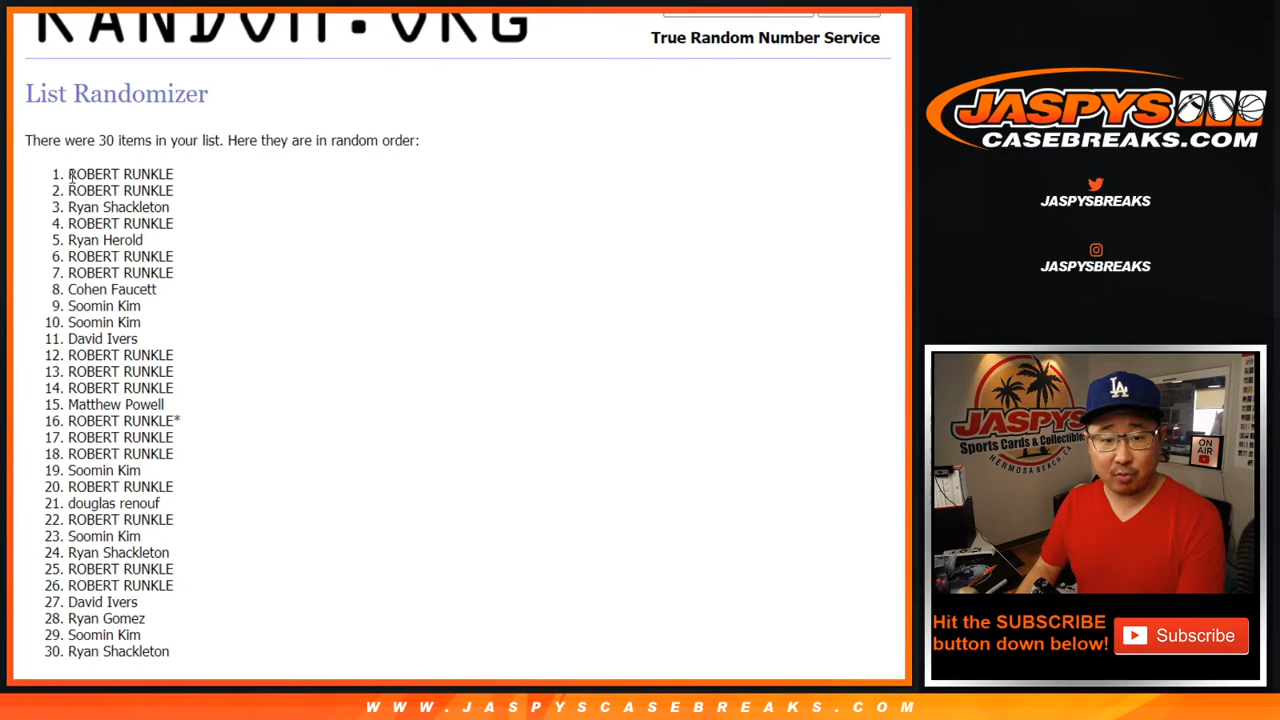 RANDOM.ORG
True Random Number Service
List Randomizer
There were 30 items in your list. Here they are in random order:
1. ROBERT RUNKLE
2. ROBERT RUNKLE
3. Ryan Shackleton
4. ROBERT RUNKLE
5. Ryan Herold
6. ROBERT RUNKLE
7. ROBERT RUNKLE
8. Cohen Faucett
9. Soomin Kim
10. Soomin Kim
11. David Ivers
12. ROBERT RUNKLE
13. ROBERT RUNKLE
14. ROBERT RUNKLE
15. Matthew Powell
16. ROBERT RUNKLE*
17. ROBERT RUNKLE
18. ROBERT RUNKLE
19. Soomin Kim
20. ROBERT RUNKLE
21. douglas renouf
22. ROBERT RUNKLE
23. Soomin Kim
24. Ryan Shackleton
25. ROBERT RUNKLE
26. ROBERT RUNKLE
27. David Ivers
28. Ryan Gomez
29. Soomin Kim
30. Ryan Shackleton
JASPYS
CASEBREAKS.COM
JASPYSBREAKS
JASPYSBREAKS
JASPYS
Sports Cards & Collectibles
HERMOSA BEACH, CA
LA
ON
AIR
Hit the SUBSCRIBE
button down below!
Subscribe
WWW.JASPYSCASEBREAKS.COM